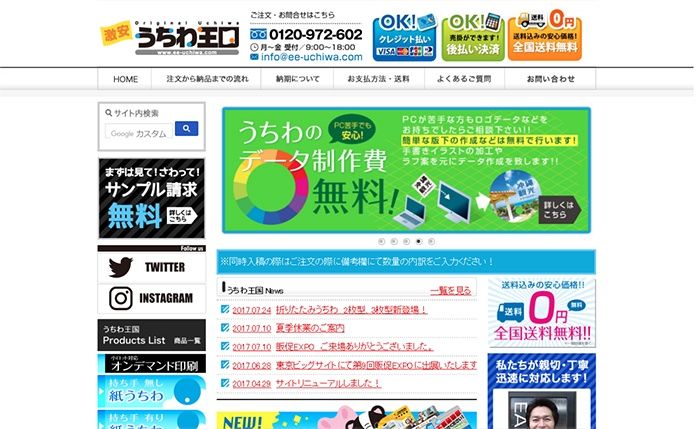 激安
Original Uchiwa
うちわ王国
www.ee-uchiwa.com
ご注文・お問合せはこちら
0120-972-602
月〜金 受付／9:00〜18:00
info@ee-uchiwa.com
OK!
クレジット払い
VISA
OK!
売掛ができます!
後払い決済
送料0円
送料込みの安心価格!
全国送料無料
HOME
注文から納品までの流れ
納期について
お支払方法・送料
よくあるご質問
お問い合わせ
サイト内検索
Google カスタム
まずは見て!さわって!
サンプル請求
無料
詳しくはこちら
Follow us
TWITTER
INSTAGRAM
うちわ王国
Products List 商品一覧
小ロット対応
オンデマンド印刷
持ち手 無し
紙うちわ
持ち手 有り
うちわの
データ制作費
無料!
PC苦手でも
安心!
PCが苦手な方もロゴデータなどを
お持ちでしたらご相談下さい!!
簡単な版下の作成などは無料で行います!
手書きイラストの加工や
ラフ案を元にデータ作成を致します!!
沖縄観光
沖縄観光
詳しくは
こちら
※同時入稿の際はご注文の際に備考欄にて数量の内訳をご入力ください！
うちわ王国 News
一覧を見る
2017.07.24 折りたたみうちわ 2枚型、3枚型新登場！
2017.07.10 夏季休業のご案内
2017.07.10 販促EXPO ご来場ありがとうございました。
2017.06.28 東京ビッグサイトにて第9回販促EXPOに出展いたします
2017.04.29 サイトリニューアルしました！
NEW!
送料込みの安心価格!!
送料
0円
無料
全国送料無料!!
私たちが親切・丁寧
迅速に対応します!